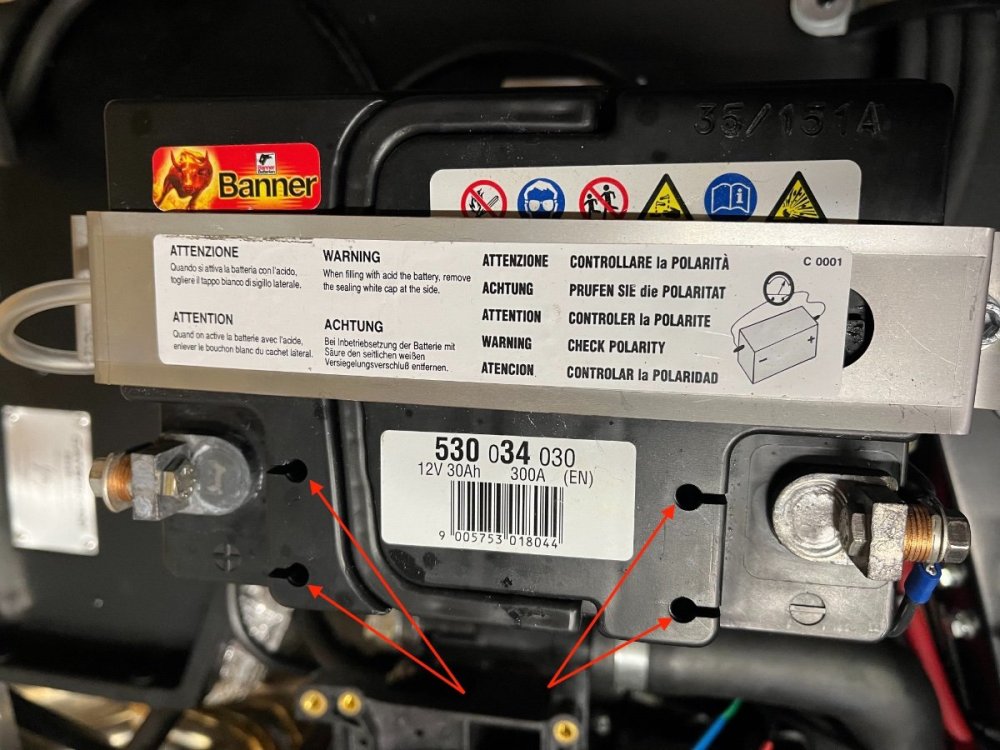 35/151A
Banner
ATTENZIONE
Quando si attiva la batteria con l'acido,
togliere il tappo bianco di sigillo laterale.
ATTENTION
Quand on active la batterie avec l'acide,
enlever le bouchon blanc du cachet lateral.
WARNING
When filling with acid the battery, remove
the sealing white cap at the side.
ACHTUNG
Bei Inbetriebsetzung der Batterie mit
Säure den seitlichen weißen
Versiegelungsverschluß entfernen.
ATTENZIONE CONTROLLARE la POLARITÀ
ACHTUNG PRUFEN SIE die POLARITAT
ATTENTION CONTROLER la POLARITE
WARNING CHECK POLARITY
ATENCION CONTROLAR la POLARIDAD
C 0001
- +
530 034 030
12V 30Ah 300A (EN)
9 005753 018044